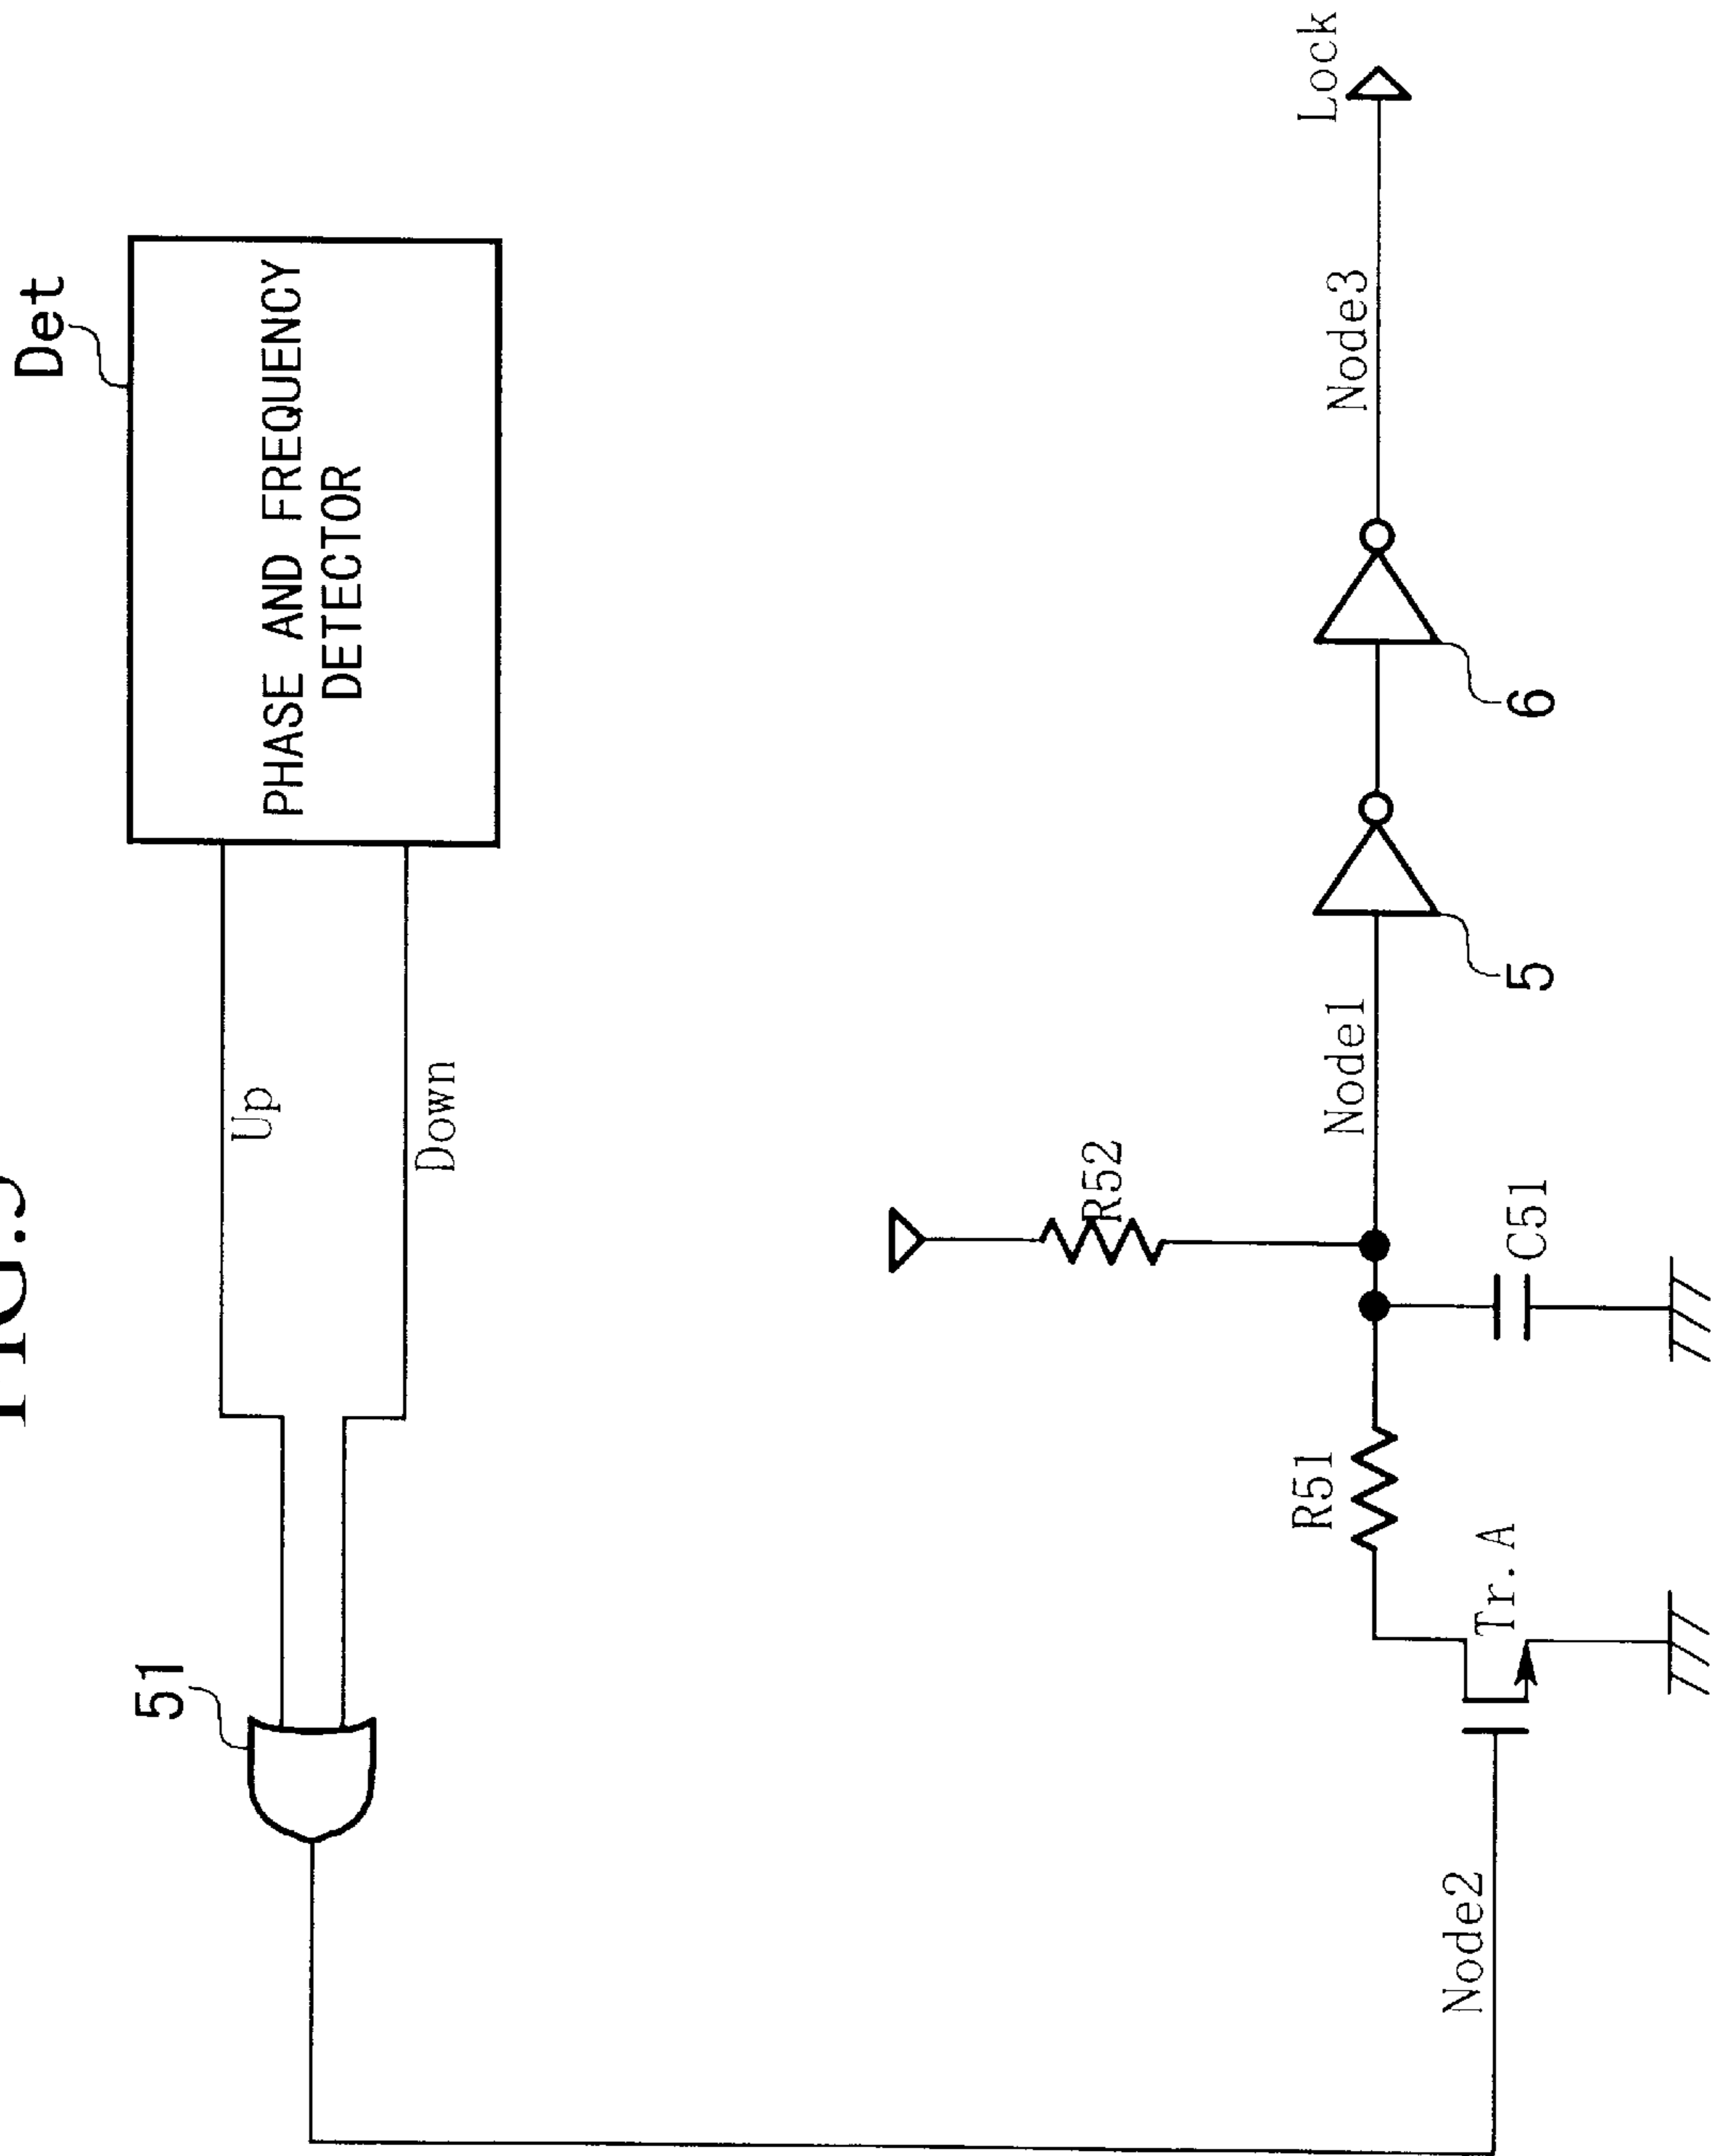 Det
PHASE AND FREQUENCY
DETECTOR
Up
Down
51
Lock
Node3
6
5
Node1
R52
C51
R51
Tr. A
Node2